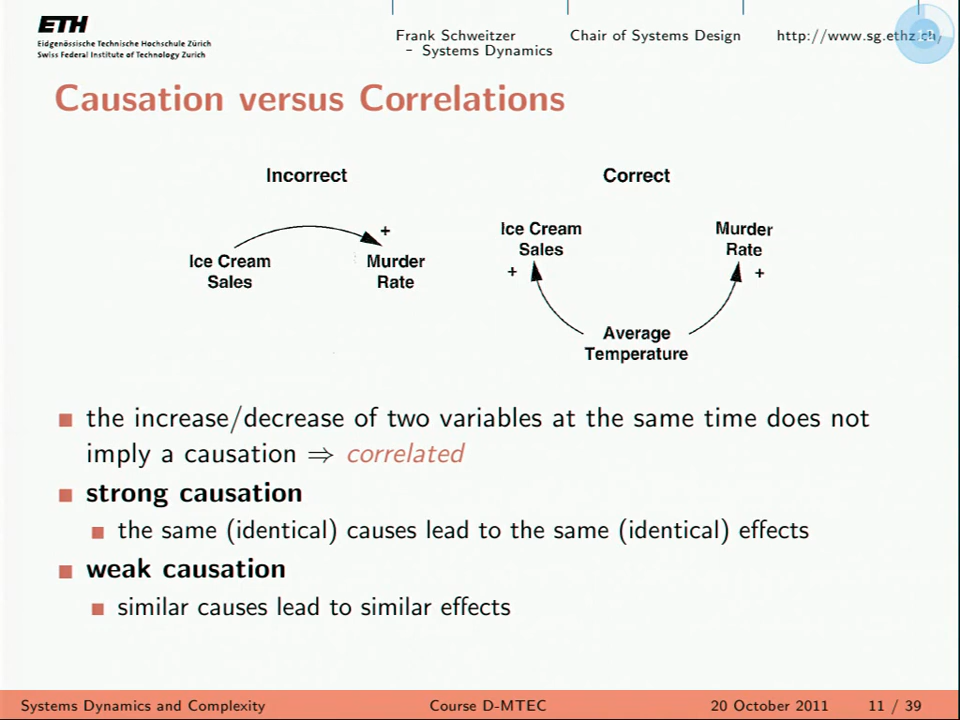 ETH
Eidgenössische Technische Hochschule Zürich
Swiss Federal Institute of Technology Zurich
Frank Schweitzer
– Systems Dynamics
Chair of Systems Design
http://www.sg.ethz.ch/
11
Causation versus Correlations
Incorrect
Correct
Ice Cream
Sales
+
Murder
Rate
Ice Cream
Sales
+
Murder
Rate
+
Average
Temperature
the increase/decrease of two variables at the same time does not
imply a causation ⇒ correlated
strong causation
the same (identical) causes lead to the same (identical) effects
weak causation
similar causes lead to similar effects
Systems Dynamics and Complexity
Course D-MTEC
20 October 2011
11 / 39